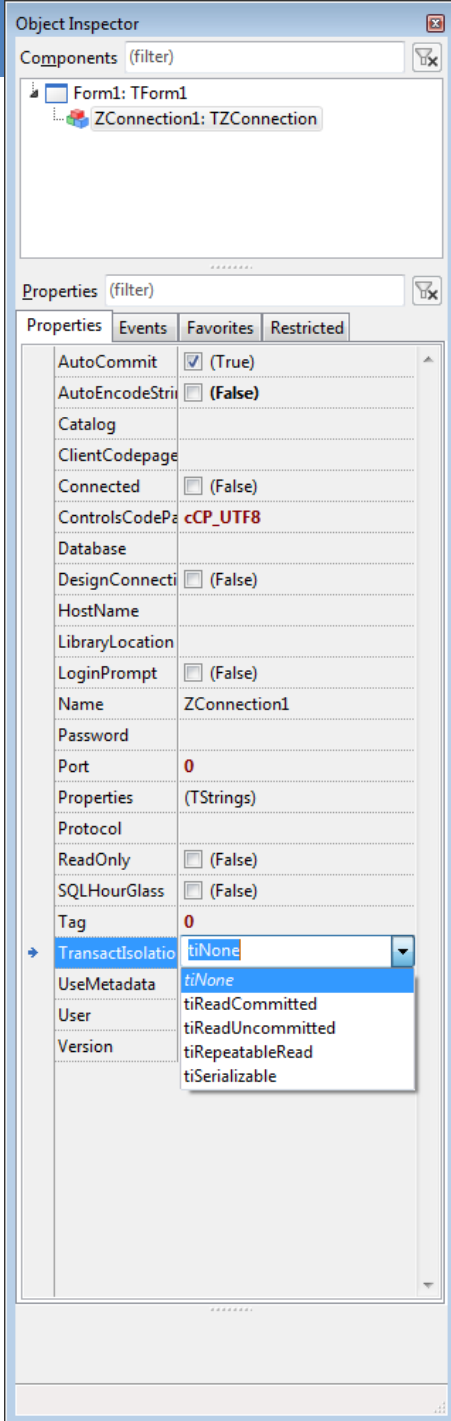 Object Inspector
Components (filter)
Form1: TForm1
ZConnection1: TZConnection
Properties (filter)
Properties Events Favorites Restricted
AutoCommit (True)
AutoEncodeStri (False)
Catalog
ClientCodepage
Connected (False)
ControlsCodePa cCP_UTF8
Database
DesignConnecti (False)
HostName
LibraryLocation
LoginPrompt (False)
Name ZConnection1
Password
Port 0
Properties (TStrings)
Protocol
ReadOnly (False)
SQLHourGlass (False)
Tag 0
TransactIsolatio tiNone
UseMetadata tiNone
tiReadCommitted
User tiReadUncommitted
Version tiRepeatableRead
tiSerializable